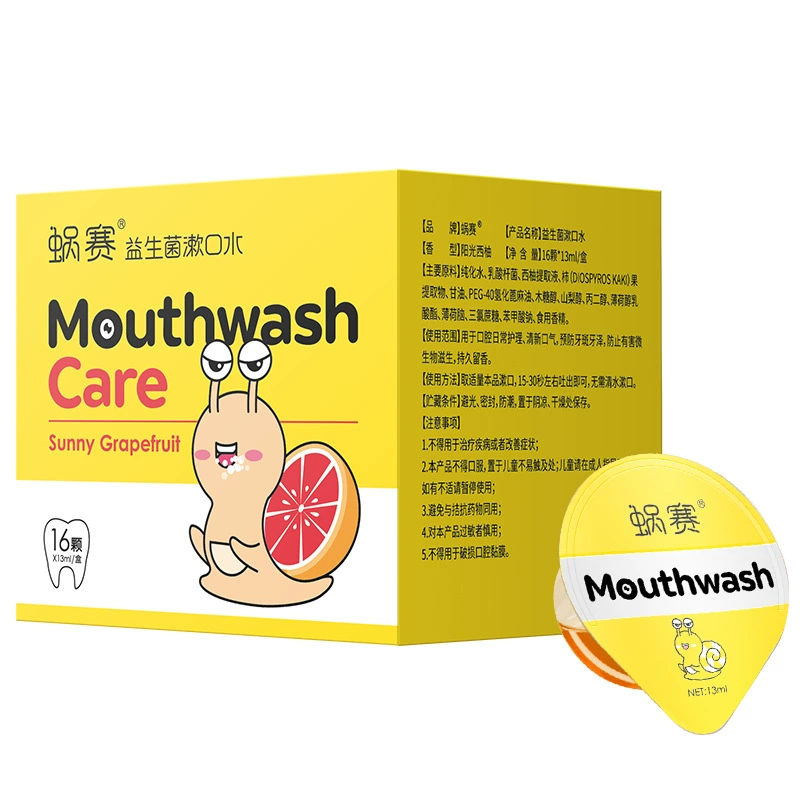 蜗赛® 益生菌漱口水
Mouthwash
Care
Sunny Grapefruit
16颗
X13ml/盒
【品 牌】蜗赛® 【产品名称】益生菌漱口水
【香 型】阳光西柚 【净 含 量】16颗*13ml/盒
【主要原料】纯化水、乳酸杆菌、西柚提取液、柿(DIOSPYROS KAKI)果
提取物、甘油、PEG-40氢化蓖麻油、木糖醇、山梨醇、丙二醇、薄荷醇乳
酸酯、薄荷脑、三氯蔗糖、苯甲酸钠、食用香精。
【使用范围】用于口腔日常护理、清新口气，预防牙斑牙渍，防止有害微
生物滋生，持久留香。
【使用方法】取适量本品漱口，15-30秒左右吐出即可，无需清水漱口。
【贮藏条件】避光、密封，防潮，置于阴凉、干燥处保存。
【注意事项】
1.不得用于治疗疾病或者改善症状；
2.本产品不得口服，置于儿童不易触及处；儿童请在成人指
如有不适请暂停使用；
3.避免与拮抗药物同用；
4.对本产品过敏者慎用；
5.不得用于破损口腔黏膜。
蜗赛®
Mouthwash
NET:13ml